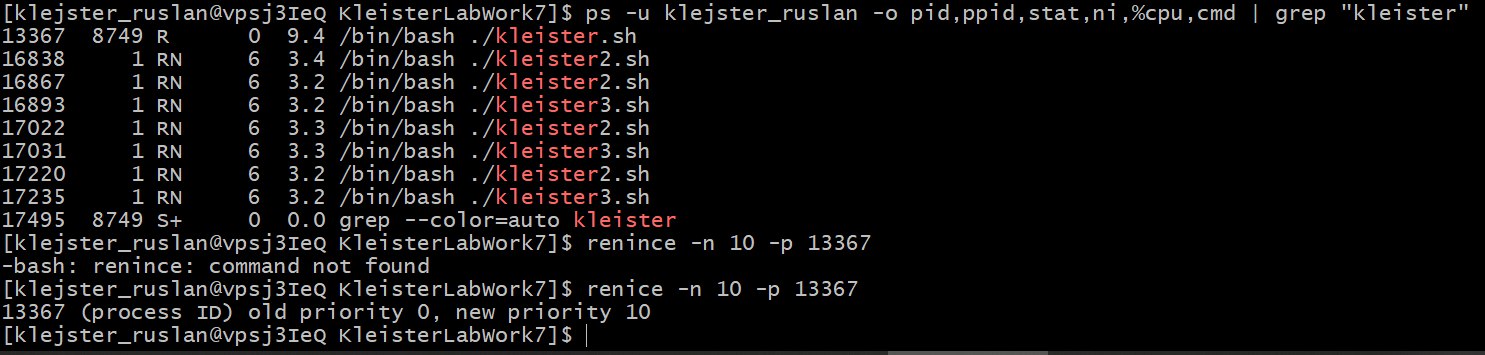 [klejster_ruslan@vpsj3IeQ KleisterLabWork7]$ ps -u klejster_ruslan -o pid,ppid,stat,ni,%cpu,cmd | grep "kleister"
13367  8749 R      0  9.4 /bin/bash ./kleister.sh
16838     1 RN     6  3.4 /bin/bash ./kleister2.sh
16867     1 RN     6  3.2 /bin/bash ./kleister2.sh
16893     1 RN     6  3.2 /bin/bash ./kleister3.sh
17022     1 RN     6  3.3 /bin/bash ./kleister2.sh
17031     1 RN     6  3.3 /bin/bash ./kleister3.sh
17220     1 RN     6  3.2 /bin/bash ./kleister2.sh
17235     1 RN     6  3.2 /bin/bash ./kleister3.sh
17495  8749 S+     0  0.0 grep --color=auto kleister
[klejster_ruslan@vpsj3IeQ KleisterLabWork7]$ renince -n 10 -p 13367
-bash: renince: command not found
[klejster_ruslan@vpsj3IeQ KleisterLabWork7]$ renice -n 10 -p 13367
13367 (process ID) old priority 0, new priority 10
[klejster_ruslan@vpsj3IeQ KleisterLabWork7]$